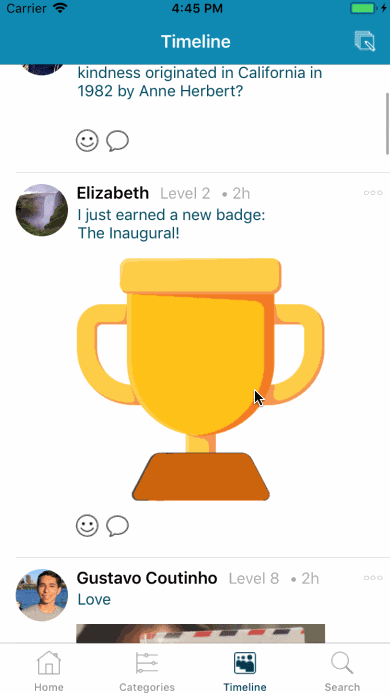 Carrier 4:45 PM
Timeline
kindness originated in California in
1982 by Anne Herbert?
Elizabeth Level 2 • 2h
I just earned a new badge:
The Inaugural!
Gustavo Coutinho Level 8 • 2h
Love
Home Categories Timeline Search